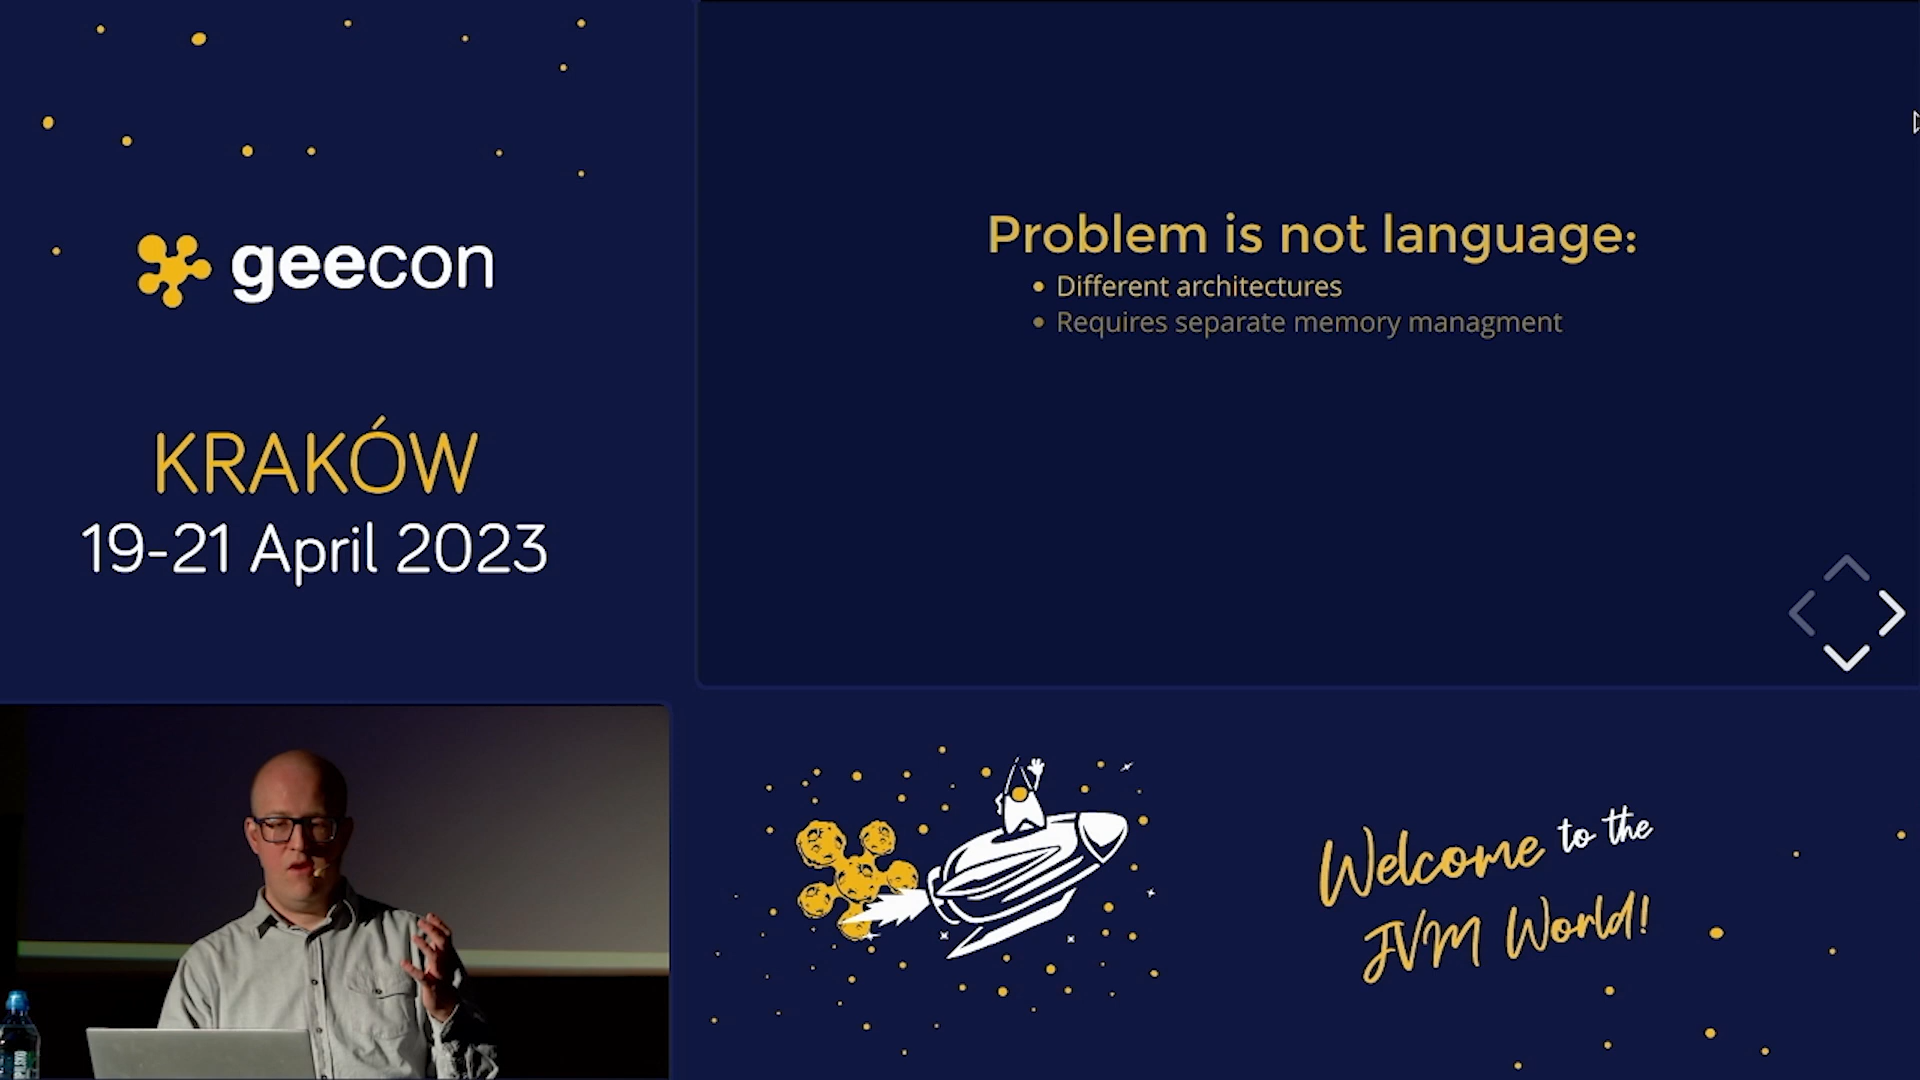 geecon
KRAKÓW
19-21 April 2023
Problem is not language:
Different architectures
Requires separate memory managment
Welcome to the
JVM World!